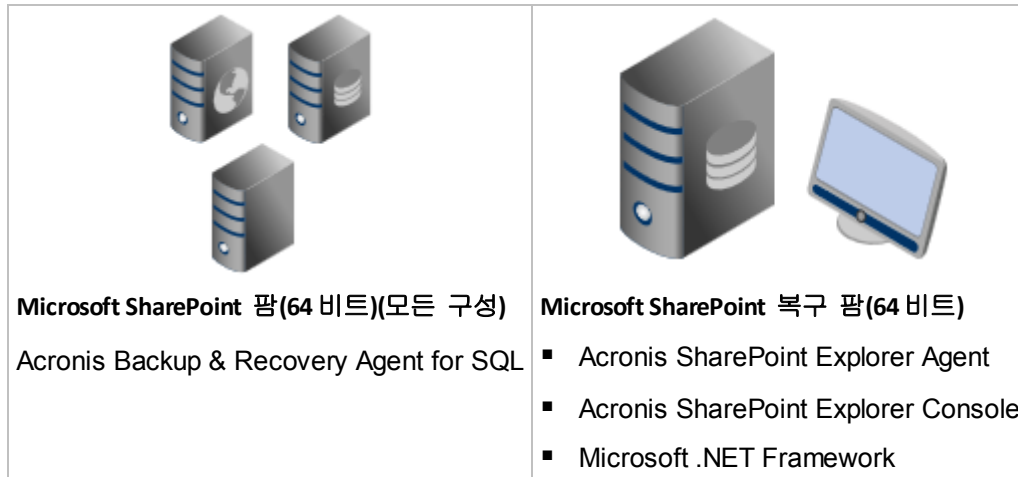 Microsoft SharePoint 팜(64 비트)(모든 구성)
Acronis Backup & Recovery Agent for SQL
Microsoft SharePoint 복구 팜(64 비트)
▪ Acronis SharePoint Explorer Agent
▪ Acronis SharePoint Explorer Console
▪ Microsoft .NET Framework